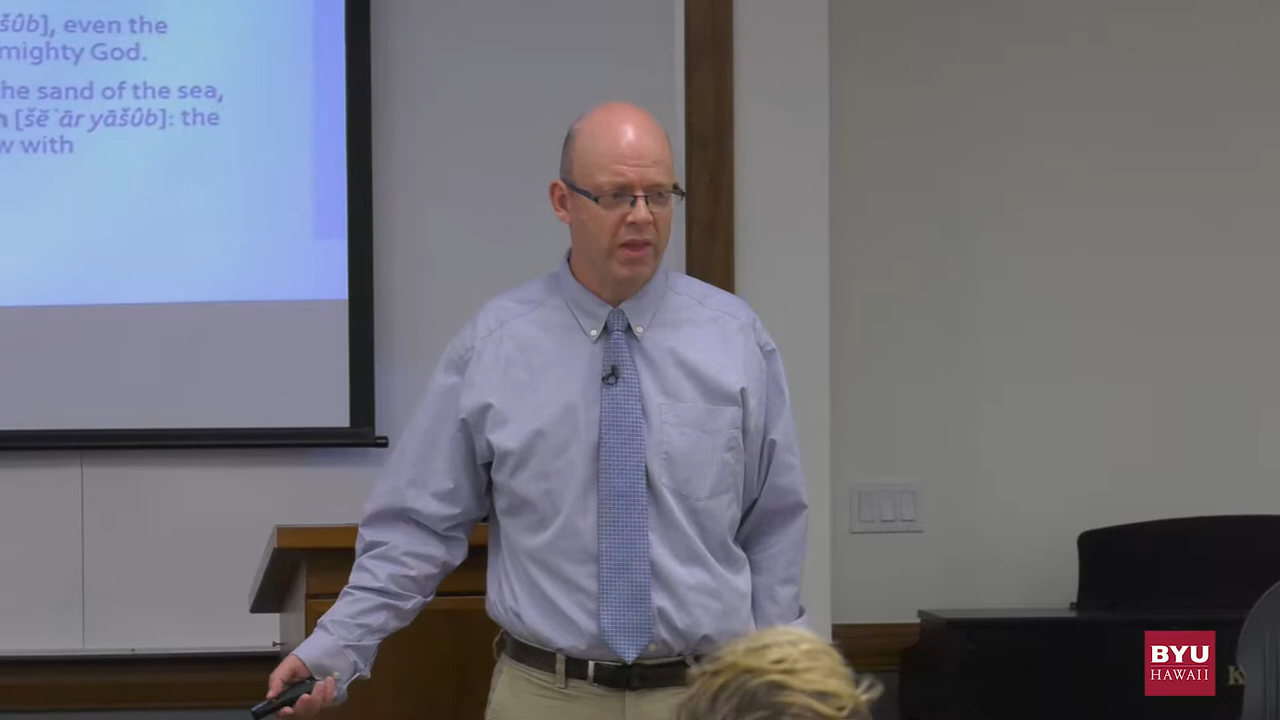 šûb], even the
mighty God.
he sand of the sea,
n [šĕ ʾār yāšûb]: the
w with
BYU
HAWAII
K